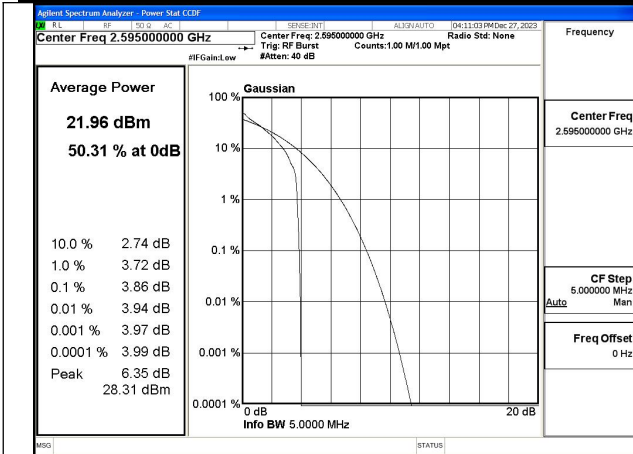 Agilent Spectrum Analyzer - Power Stat CCDF
RL RF 50 Ω AC SENSE:INT ALIGN AUTO 04:11:03 PM Dec 27, 2023
Center Freq 2.595000000 GHz
Center Freq: 2.595000000 GHz Radio Std: None
Trig: RF Burst Counts:1.00 M/1.00 Mpt
#IFGain:Low #Atten: 40 dB
Frequency
Average Power
21.96 dBm
50.31 % at 0dB
10.0 % 2.74 dB
1.0 % 3.72 dB
0.1 % 3.86 dB
0.01 % 3.94 dB
0.001 % 3.97 dB
0.0001 % 3.99 dB
Peak 6.35 dB
28.31 dBm
Gaussian
100 %
10 %
1 %
0.1 %
0.01 %
0.001 %
0.0001 %
0 dB 20 dB
Info BW 5.0000 MHz
Center Freq
2.595000000 GHz
CF Step
5.000000 MHz
Auto Man
Freq Offset
0 Hz
MSG STATUS